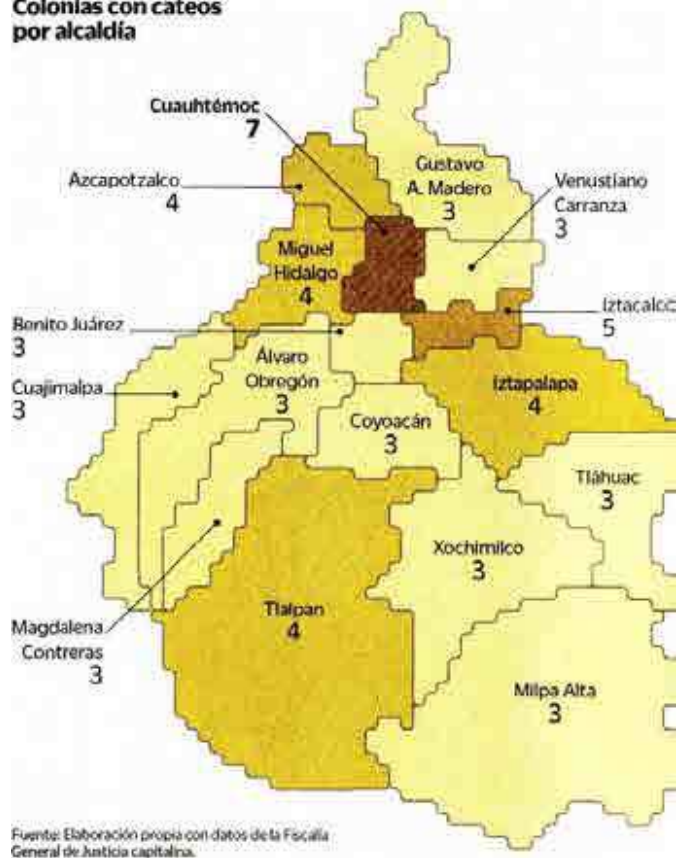 Colonias con cateos
por alcaldía
Cuauhtémoc
7
Azcapotzalco
4
Gustavo
A. Madero
3
Venustiano
Carranza
3
Miguel
Hidalgo
4
Iztacalco
5
Benito Juárez
3
Álvaro
Obregón
3
Cuajimalpa
3
Iztapalapa
4
Coyoacán
3
Tláhuac
3
Xochimilco
3
Tlalpan
4
Magdalena
Contreras
3
Milpa Alta
3
Fuente: Elaboración propia con datos de la Fiscalía
General de Justicia capitalina.